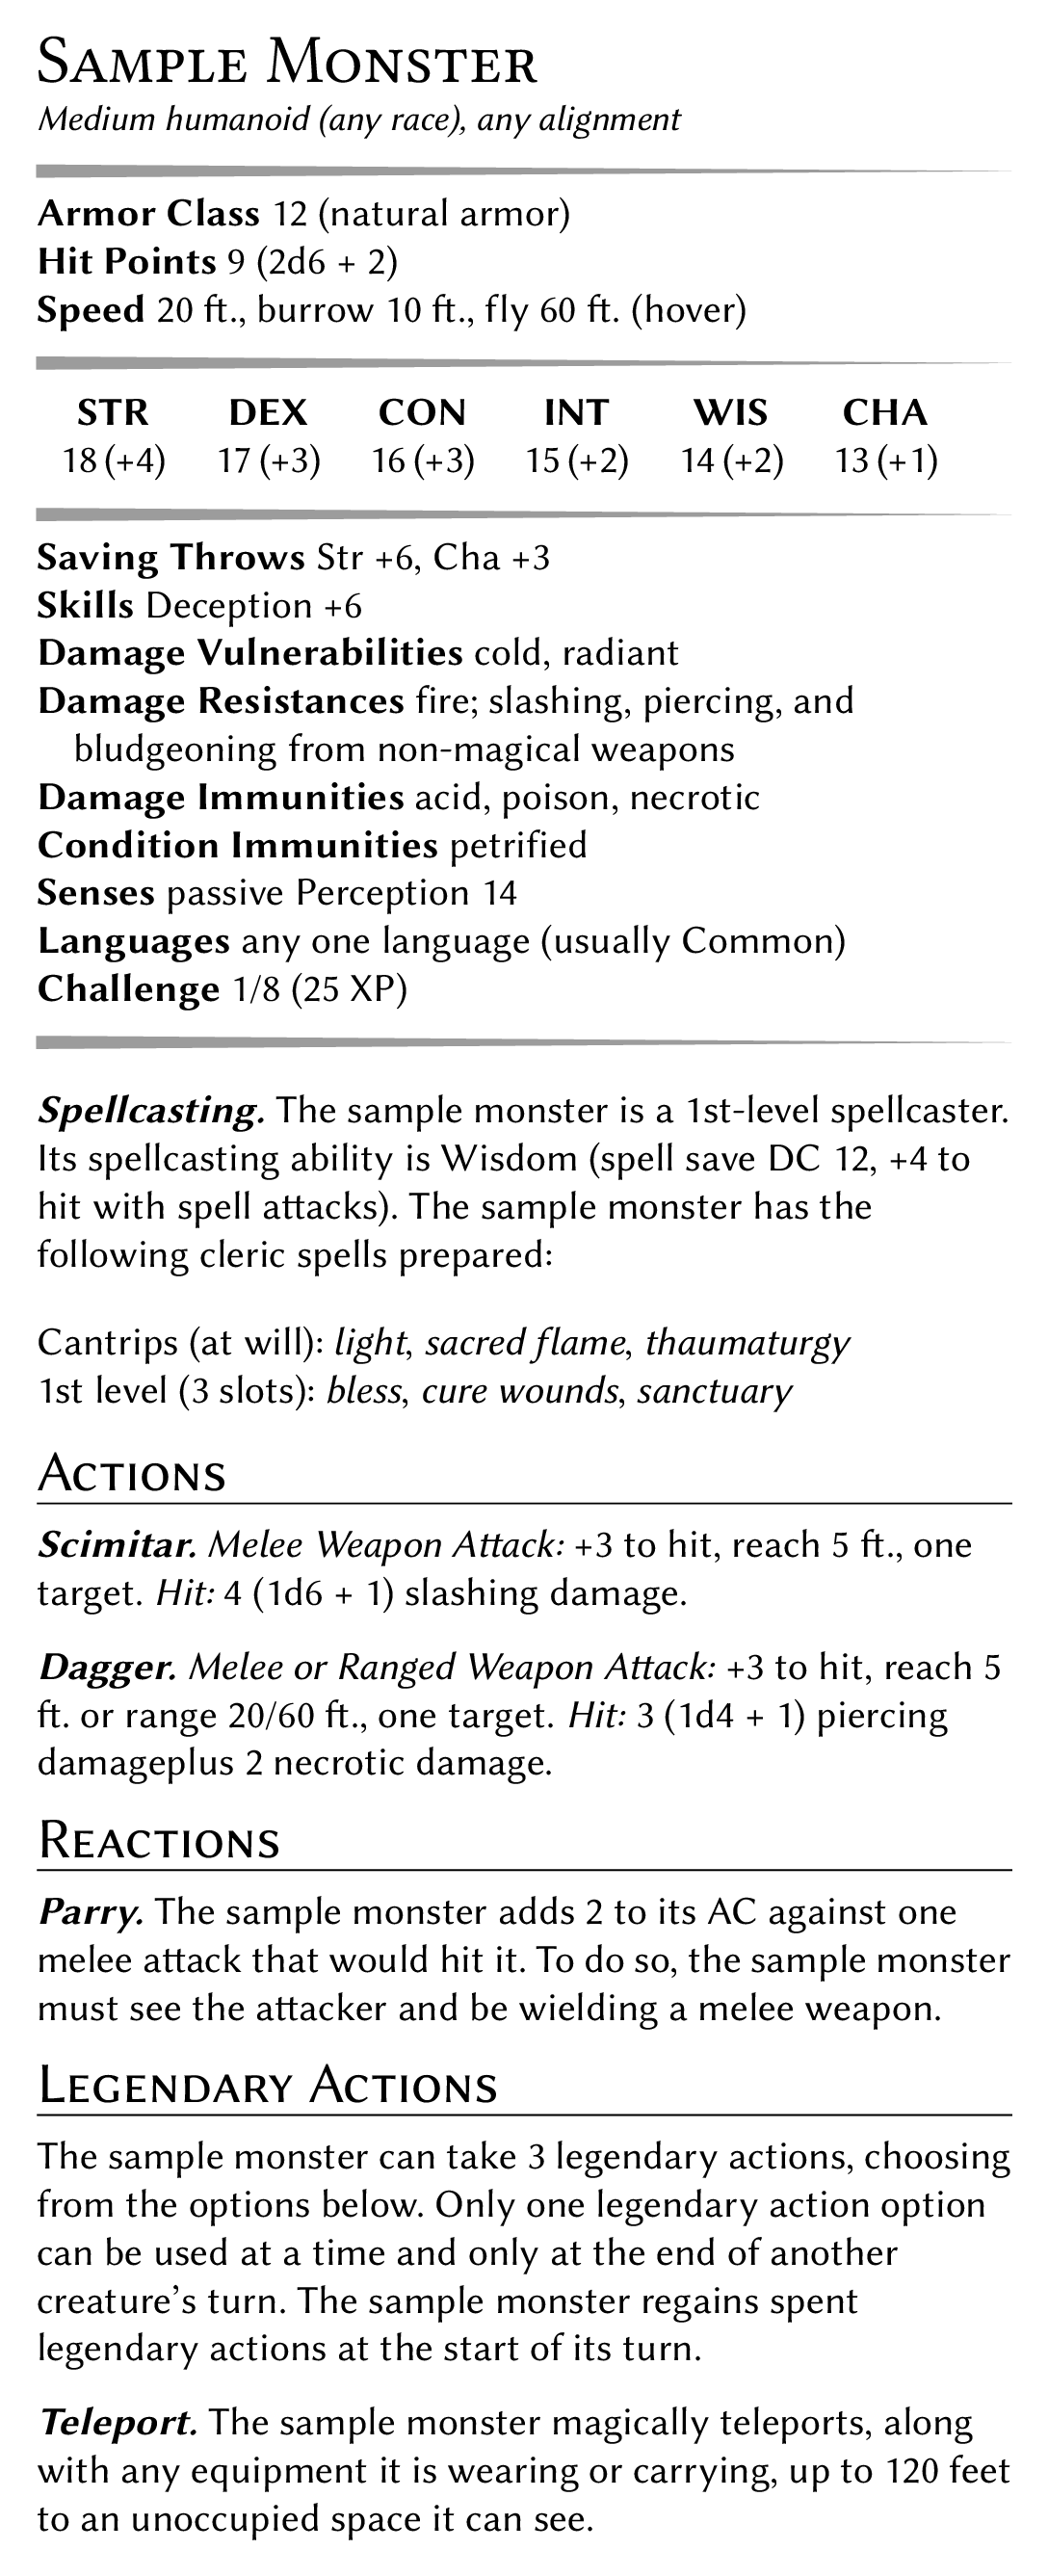 Sample Monster
Medium humanoid (any race), any alignment
Armor Class 12 (natural armor)
Hit Points 9 (2d6 + 2)
Speed 20 ft., burrow 10 ft., fly 60 ft. (hover)
STR DEX CON INT WIS CHA
18 (+4) 17 (+3) 16 (+3) 15 (+2) 14 (+2) 13 (+1)
Saving Throws Str +6, Cha +3
Skills Deception +6
Damage Vulnerabilities cold, radiant
Damage Resistances fire; slashing, piercing, and
bludgeoning from non-magical weapons
Damage Immunities acid, poison, necrotic
Condition Immunities petrified
Senses passive Perception 14
Languages any one language (usually Common)
Challenge 1/8 (25 XP)
Spellcasting. The sample monster is a 1st-level spellcaster.
Its spellcasting ability is Wisdom (spell save DC 12, +4 to
hit with spell attacks). The sample monster has the
following cleric spells prepared:
Cantrips (at will): light, sacred flame, thaumaturgy
1st level (3 slots): bless, cure wounds, sanctuary
Actions
Scimitar. Melee Weapon Attack: +3 to hit, reach 5 ft., one
target. Hit: 4 (1d6 + 1) slashing damage.
Dagger. Melee or Ranged Weapon Attack: +3 to hit, reach 5
ft. or range 20/60 ft., one target. Hit: 3 (1d4 + 1) piercing
damageplus 2 necrotic damage.
Reactions
Parry. The sample monster adds 2 to its AC against one
melee attack that would hit it. To do so, the sample monster
must see the attacker and be wielding a melee weapon.
Legendary Actions
The sample monster can take 3 legendary actions, choosing
from the options below. Only one legendary action option
can be used at a time and only at the end of another
creature’s turn. The sample monster regains spent
legendary actions at the start of its turn.
Teleport. The sample monster magically teleports, along
with any equipment it is wearing or carrying, up to 120 feet
to an unoccupied space it can see.